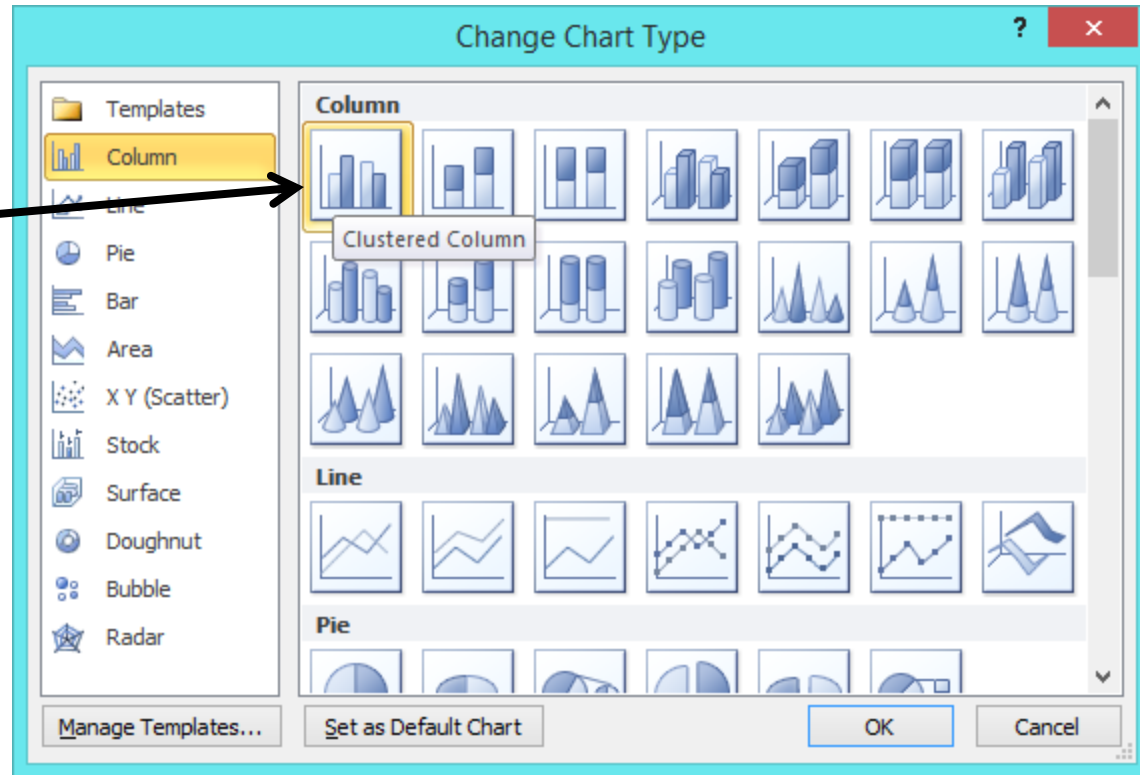 Change Chart Type
?
Templates
Column
Line
Pie
Bar
Area
X Y (Scatter)
Stock
Surface
Doughnut
Bubble
Radar
Column
Clustered Column
Line
Pie
Manage Templates...
Set as Default Chart
OK
Cancel